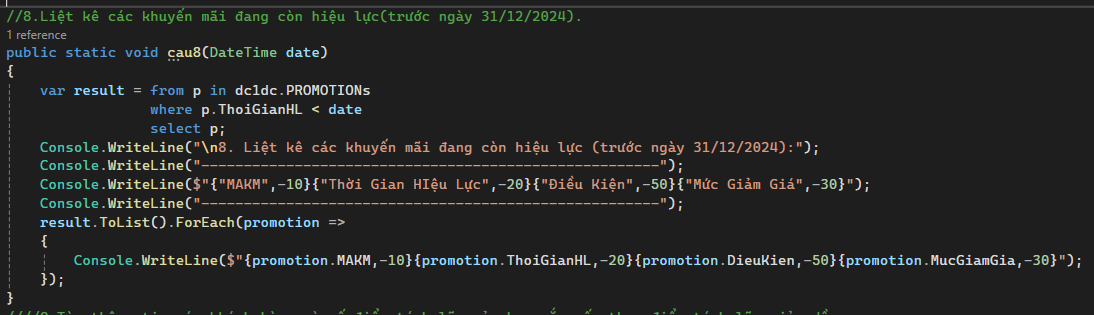 //8.Liệt kê các khuyến mãi đang còn hiệu lực(trước ngày 31/12/2024).
1 reference
public static void cau8(DateTime date)
{
    var result = from p in dc1dc.PROMOTIONs
                 where p.ThoiGianHL < date
                 select p;
    Console.WriteLine("\n8. Liệt kê các khuyến mãi đang còn hiệu lực (trước ngày 31/12/2024):");
    Console.WriteLine("------------------------------------------------------");
    Console.WriteLine($"{"MAKM",-10}{"Thời Gian HIệu Lực",-20}{"Điều Kiện",-50}{"Mức Giảm Giá",-30}");
    Console.WriteLine("------------------------------------------------------");
    result.ToList().ForEach(promotion =>
    {
        Console.WriteLine($"{promotion.MAKM,-10}{promotion.ThoiGianHL,-20}{promotion.DieuKien,-50}{promotion.MucGiamGia,-30}");
    });
}